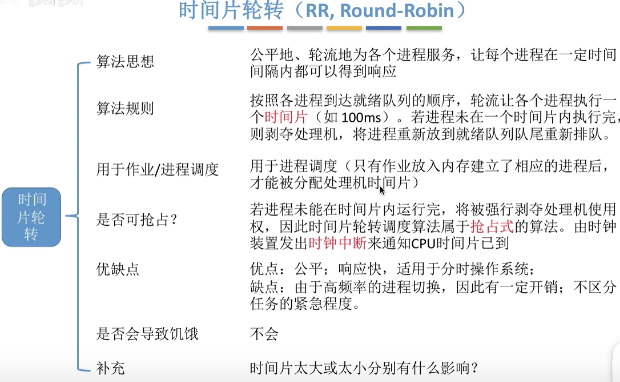 时间片轮转（RR, Round-Robin）
算法思想
公平地、轮流地为各个进程服务，让每个进程在一定时间
间隔内都可以得到响应
算法规则
按照各进程到达就绪队列的顺序，轮流让各个进程执行一
个时间片（如 100ms）。若进程未在一个时间片内执行完，
则剥夺处理机，将进程重新放到就绪队列队尾重新排队。
用于作业/进程调度
用于进程调度（只有作业放入内存建立了相应的进程后，
才能被分配处理机时间片）
时间
片轮
转
是否可抢占？
若进程未能在时间片内运行完，将被强行剥夺处理机使用
权，因此时间片轮转调度算法属于抢占式的算法。由时钟
装置发出时钟中断来通知CPU时间片已到
优缺点
优点：公平；响应快，适用于分时操作系统；
缺点：由于高频率的进程切换，因此有一定开销；不区分
任务的紧急程度。
是否会导致饥饿
不会
补充
时间片太大或太小分别有什么影响？